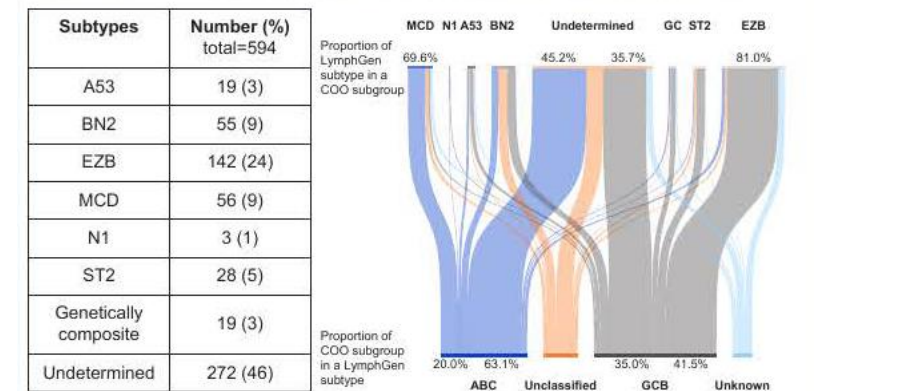 Subtypes Number (%)
total=594
A53 19 (3)
BN2 55 (9)
EZB 142 (24)
MCD 56 (9)
N1 3 (1)
ST2 28 (5)
Genetically
composite 19 (3)
Undetermined 272 (46)
MCD N1 A53 BN2 Undetermined GC ST2 EZB
Proportion of
LymphGen
subtype in a
COO subgroup
69.6% 45.2% 35.7% 81.0%
Proportion of
COO subgroup
in a LymphGen
subtype
20.0% 63.1% 35.0% 41.5%
ABC Unclassified GCB Unknown